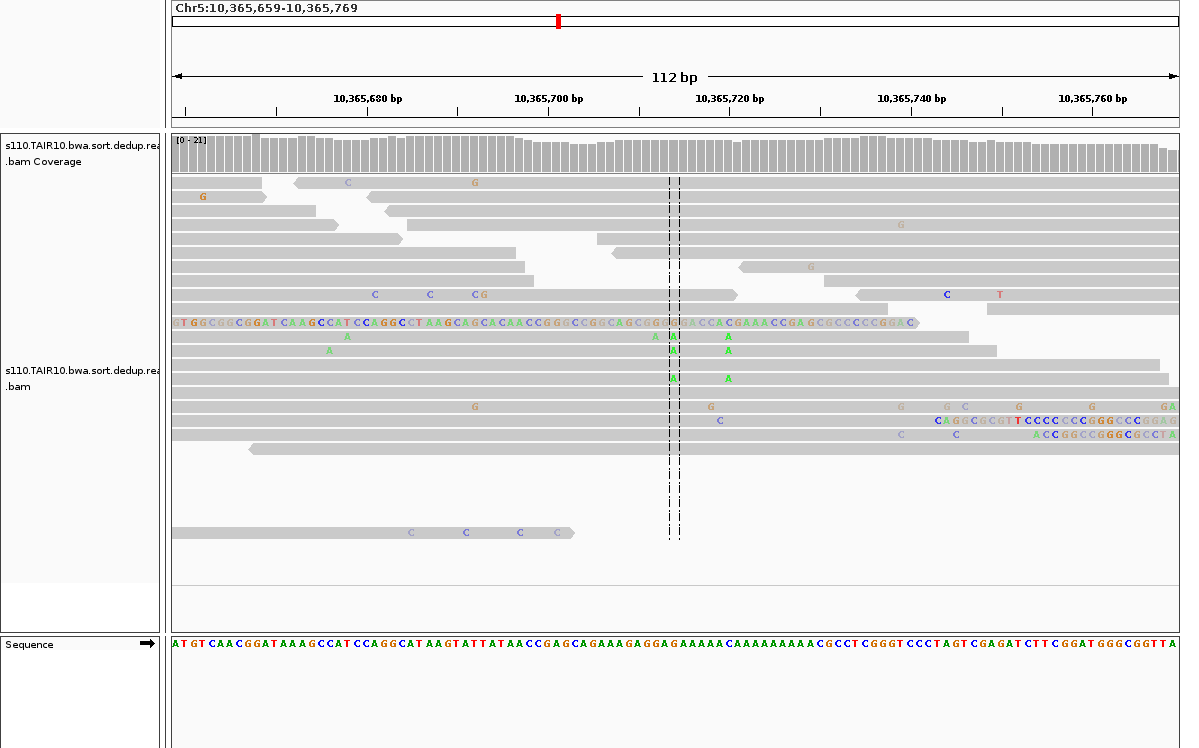 Chr5:10,365,659-10,365,769
112 bp
10,365,680 bp 10,365,700 bp 10,365,720 bp 10,365,740 bp 10,365,760 bp
s110.TAIR10.bwa.sort.dedup.rea
.bam Coverage
[0 - 21]
C G
G
G
G
C C C G C T
GTGGCGGCGGATCAAGCCATCCAGGCCTAAGCAGCACAACCGGGCCGGCAGCGGGGGACCACGAAACCGAGCGCCCCCGGAC
A A A A
A A A
s110.TAIR10.bwa.sort.dedup.rea
.bam
A A
G G G G C G G G A
C CAGGCGCGTTCCCCCCCGGGCCCGGAG
C C ACCGGCCGGGCGCCTA
C C C C
Sequence
ATGTCAACGGATAAAGCCATCCAGGCATAAGTATTATAACCGAGCAGAAAGAGGAGAAAAACAAAAAAAAACGCCTCGGGTCCCTAGTCGAGATCTTCGGATGGGCGGTTA